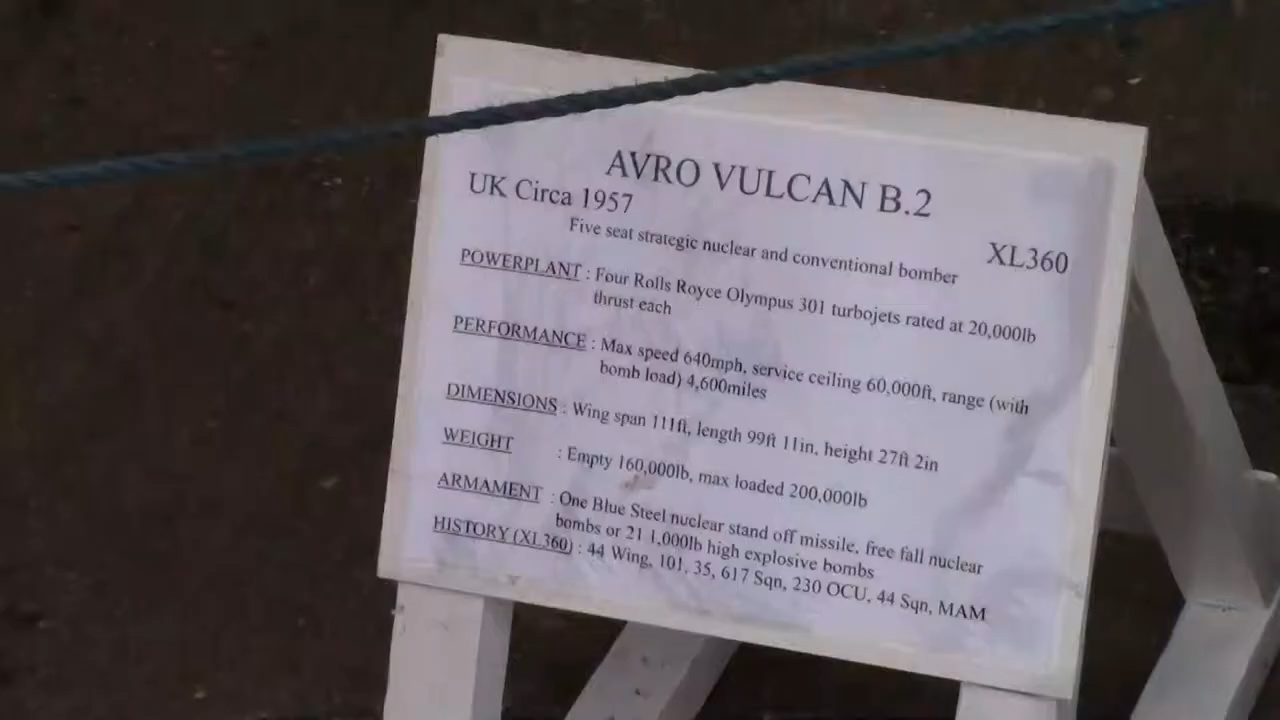 AVRO VULCAN B.2
UK Circa 1957
XL360
Five seat strategic nuclear and conventional bomber
POWERPLANT : Four Rolls Royce Olympus 301 turbojets rated at 20,000lb
thrust each
PERFORMANCE : Max speed 640mph, service ceiling 60,000ft, range (with
bomb load) 4,600miles
DIMENSIONS : Wing span 111ft, length 99ft 11in, height 27ft 2in
WEIGHT : Empty 160,000lb, max loaded 200,000lb
ARMAMENT : One Blue Steel nuclear stand off missile, free fall nuclear
bombs or 21 1,000lb high explosive bombs
HISTORY (XL360) : 44 Wing, 101, 35, 617 Sqn, 230 OCU, 44 Sqn, MAM